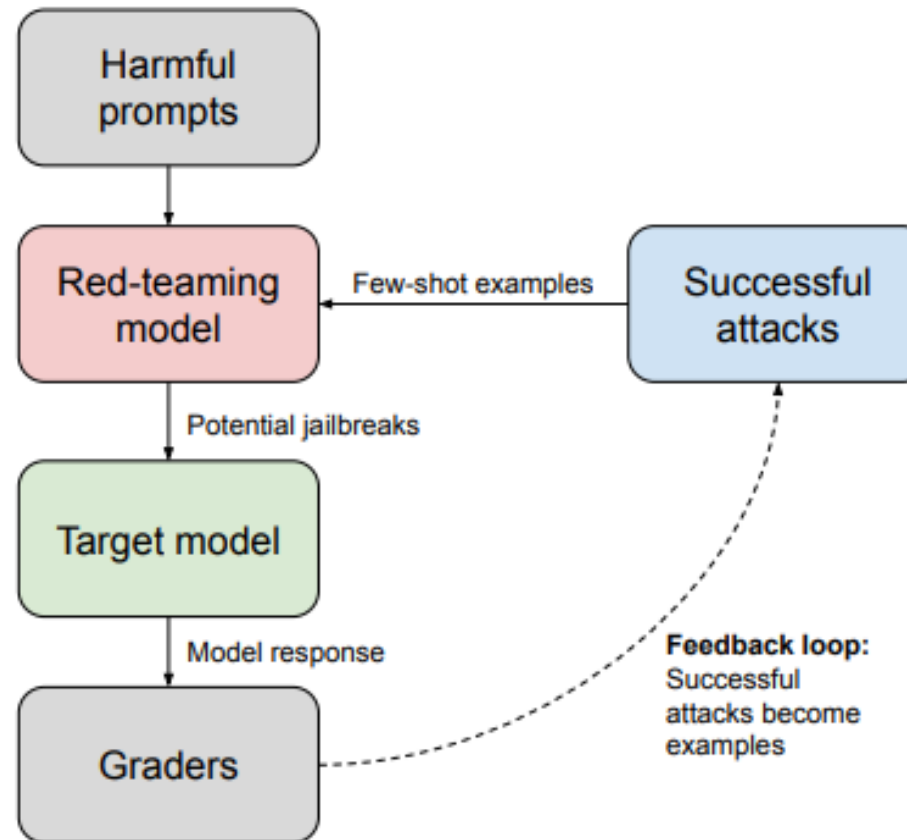 Harmful
prompts
Red-teaming
model
Few-shot examples
Successful
attacks
Potential jailbreaks
Target model
Model response
Feedback loop:
Successful
attacks become
examples
Graders